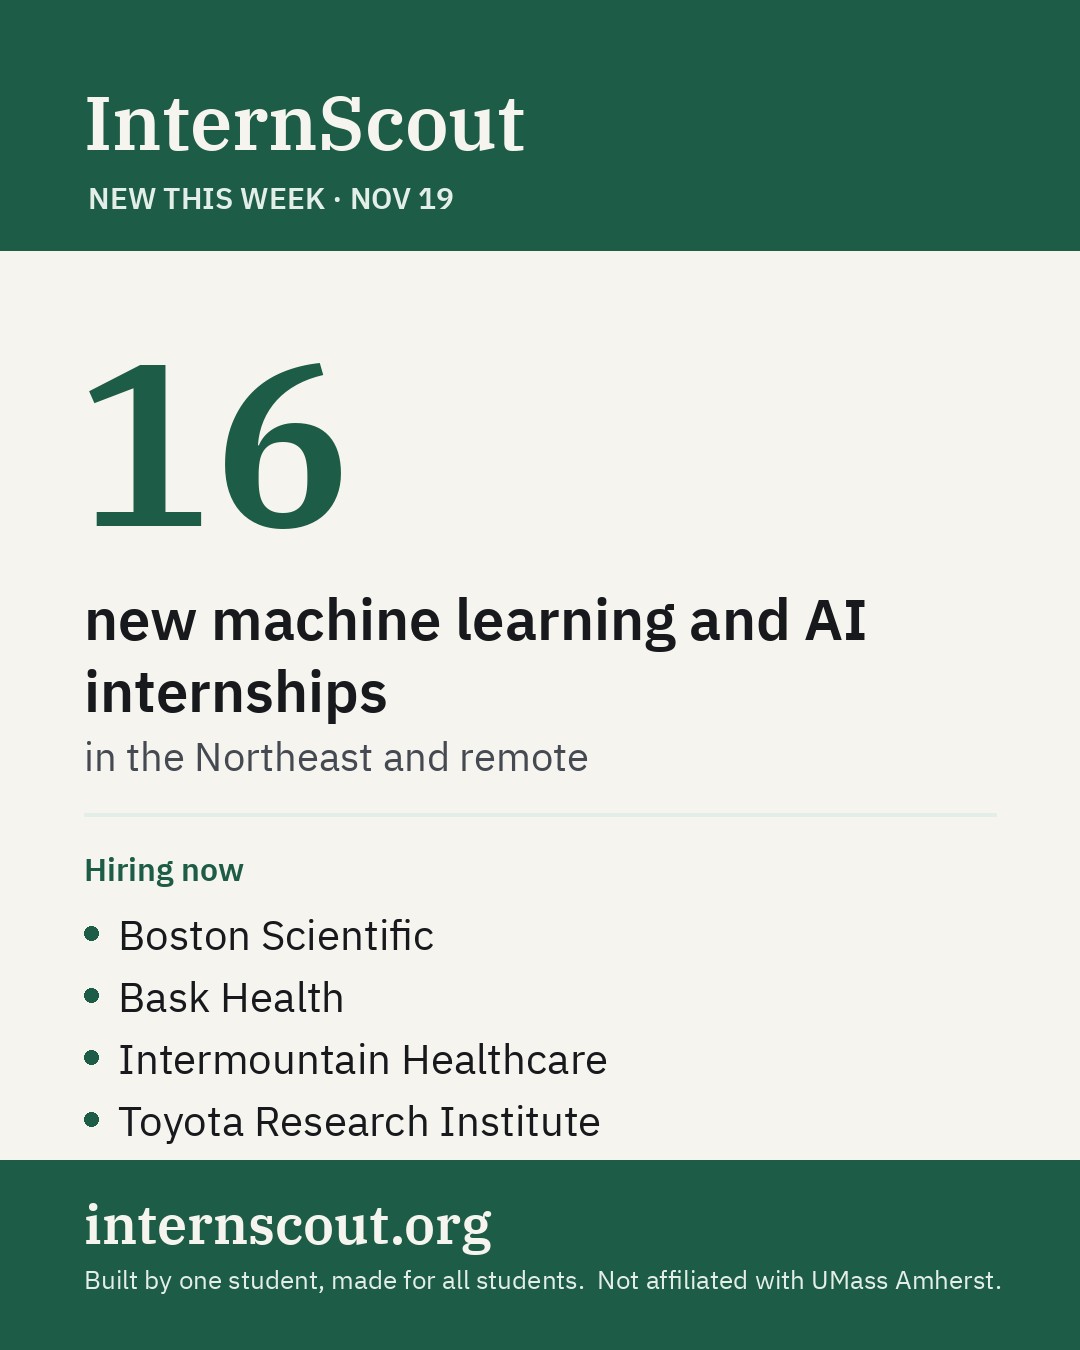 InternScout
NEW THIS WEEK · NOV 19
16
new machine learning and AI
internships
in the Northeast and remote
Hiring now
• Boston Scientific
• Bask Health
• Intermountain Healthcare
• Toyota Research Institute
internscout.org
Built by one student, made for all students.  Not affiliated with UMass Amherst.